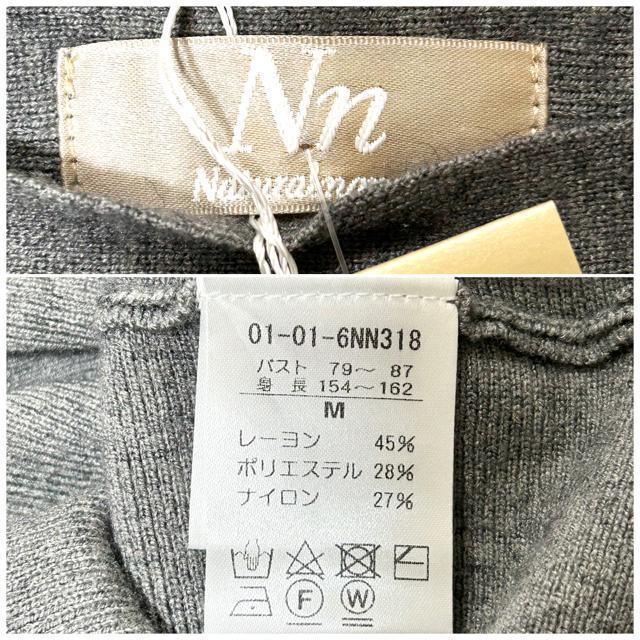 Nn
01-01-6NN318
バスト 79～ 87
身 長 154～162
M
レーヨン 45%
ポリエステル 28%
ナイロン 27%
F W